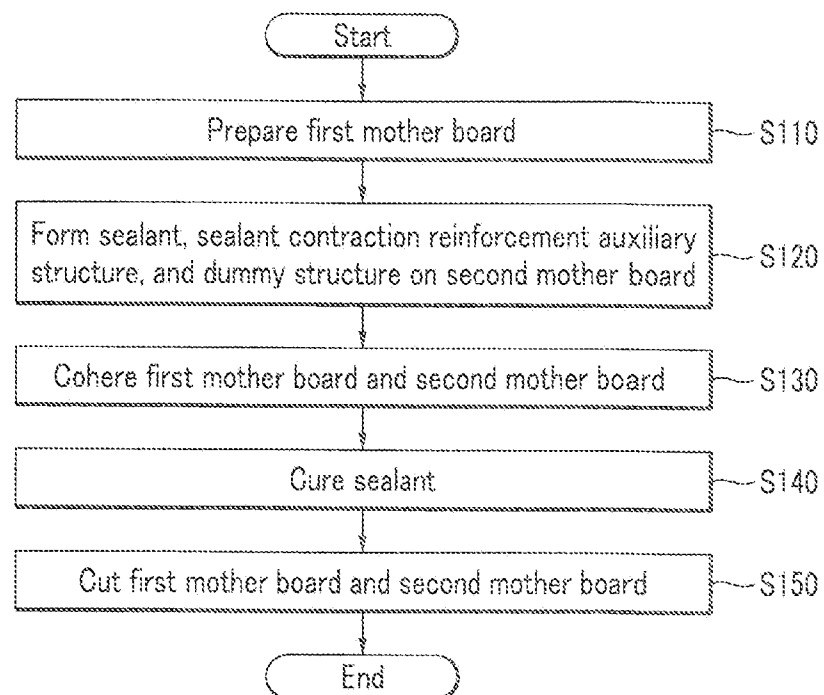 Start
Prepare first mother board
S110
Form sealant, sealant contraction reinforcement auxiliary
structure, and dummy structure on second mother board
S120
Cohere first mother board and second mother board
S130
Cure sealant
S140
Cut first mother board and second mother board
S150
End